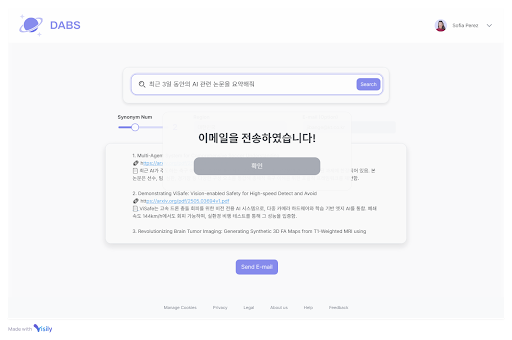 DABS
Sofia Perez
최근 3일 동안의 AI 관련 논문을 요약해줘
Search
Synonym Num
이메일을 전송하였습니다!
확인
1. Math-Agen
최근 AI가
논문은 선수,
2. Demonstrating ViSafe: Vision-enabled Safety for High-speed Detect and Avoid
https://arxiv.org/pdf/2505.03694v1.pdf
ViSafe는 고속 드론 충돌 회피를 위한 비전 전용 AI 시스템으로, 다중 카메라 하드웨어와 학습 기반 엣지 AI를 통합, 폐쇄
속도 144km/h에서도 회피 가능하며, 실환경 비행 테스트를 통해 그 성능을 입증함.
3. Revolutionizing Brain Tumor Imaging: Generating Synthetic 3D FA Maps from T1-Weighted MRI using
Send E-mail
Manage Cookies Privacy Legal About us Help Feedback
Made with Visily